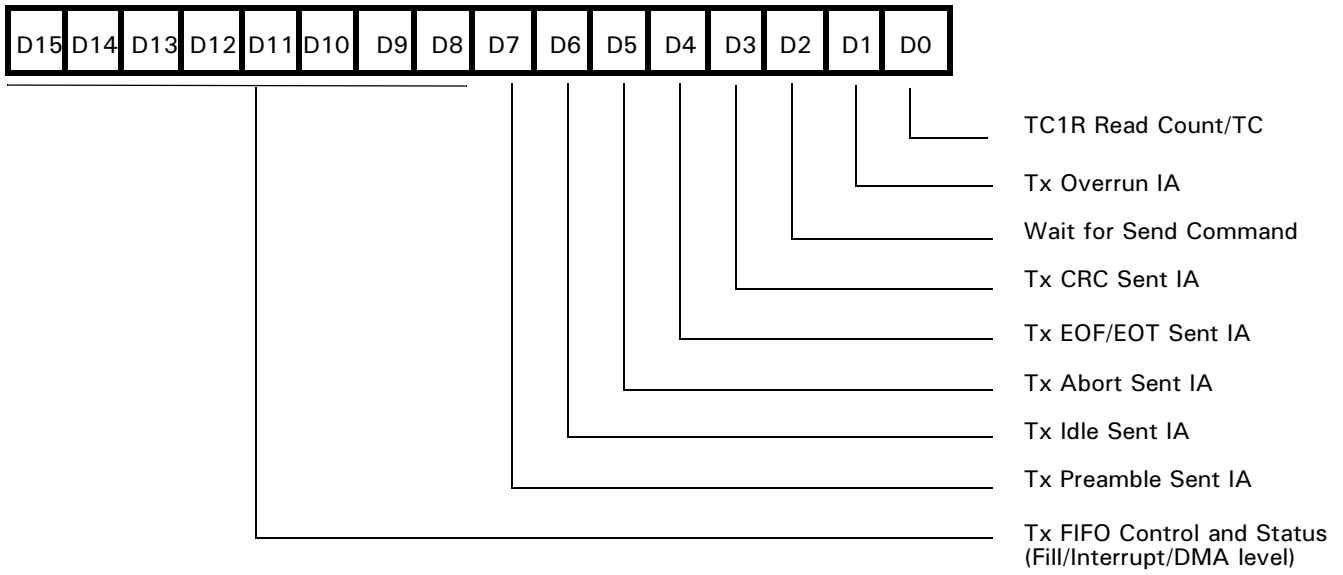 D15 D14 D13 D12 D11 D10 D9 D8 D7 D6 D5 D4 D3 D2 D1 D0
TC1R Read Count/TC
Tx Overrun IA
Wait for Send Command
Tx CRC Sent IA
Tx EOF/EOT Sent IA
Tx Abort Sent IA
Tx Idle Sent IA
Tx Preamble Sent IA
Tx FIFO Control and Status
(Fill/Interrupt/DMA level)